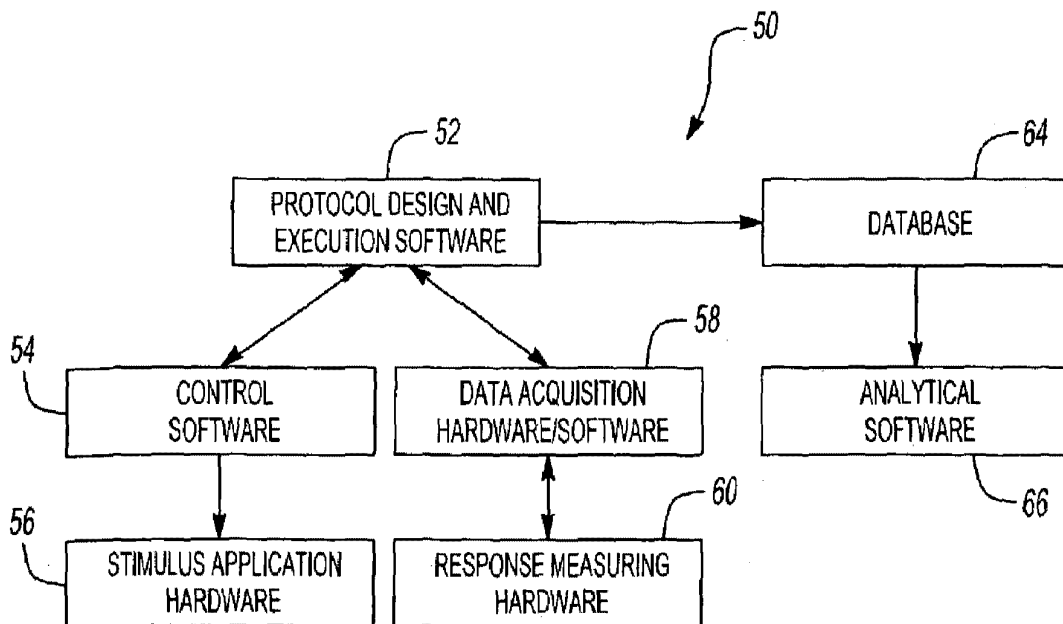 50
52
64
PROTOCOL DESIGN AND
EXECUTION SOFTWARE
DATABASE
58
54
CONTROL
SOFTWARE
DATA ACQUISITION
HARDWARE/SOFTWARE
ANALYTICAL
SOFTWARE
60
66
56
STIMULUS APPLICATION
HARDWARE
RESPONSE MEASURING
HARDWARE